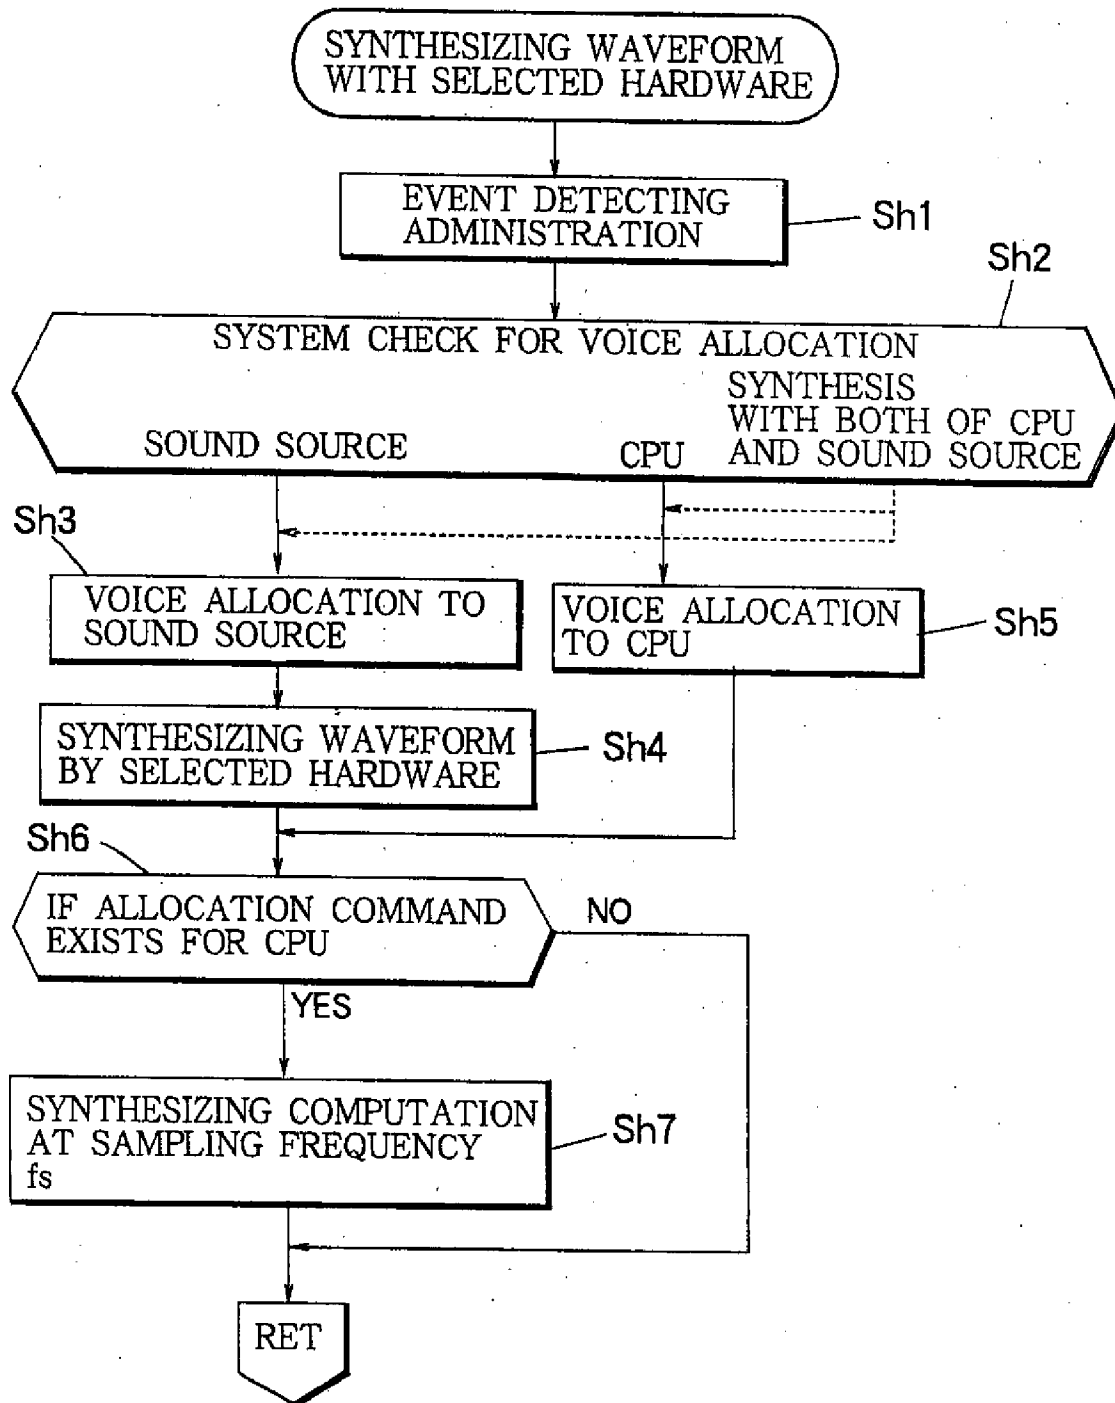 SYNTHESIZING WAVEFORM
WITH SELECTED HARDWARE
EVENT DETECTING
ADMINISTRATION
Sh1
Sh2
SYSTEM CHECK FOR VOICE ALLOCATION
SOUND SOURCE
CPU
SYNTHESIS
WITH BOTH OF CPU
AND SOUND SOURCE
Sh3
VOICE ALLOCATION TO
SOUND SOURCE
VOICE ALLOCATION
TO CPU
Sh5
SYNTHESIZING WAVEFORM
BY SELECTED HARDWARE
Sh4
Sh6
IF ALLOCATION COMMAND
EXISTS FOR CPU
NO
YES
SYNTHESIZING COMPUTATION
AT SAMPLING FREQUENCY
fs
Sh7
RET